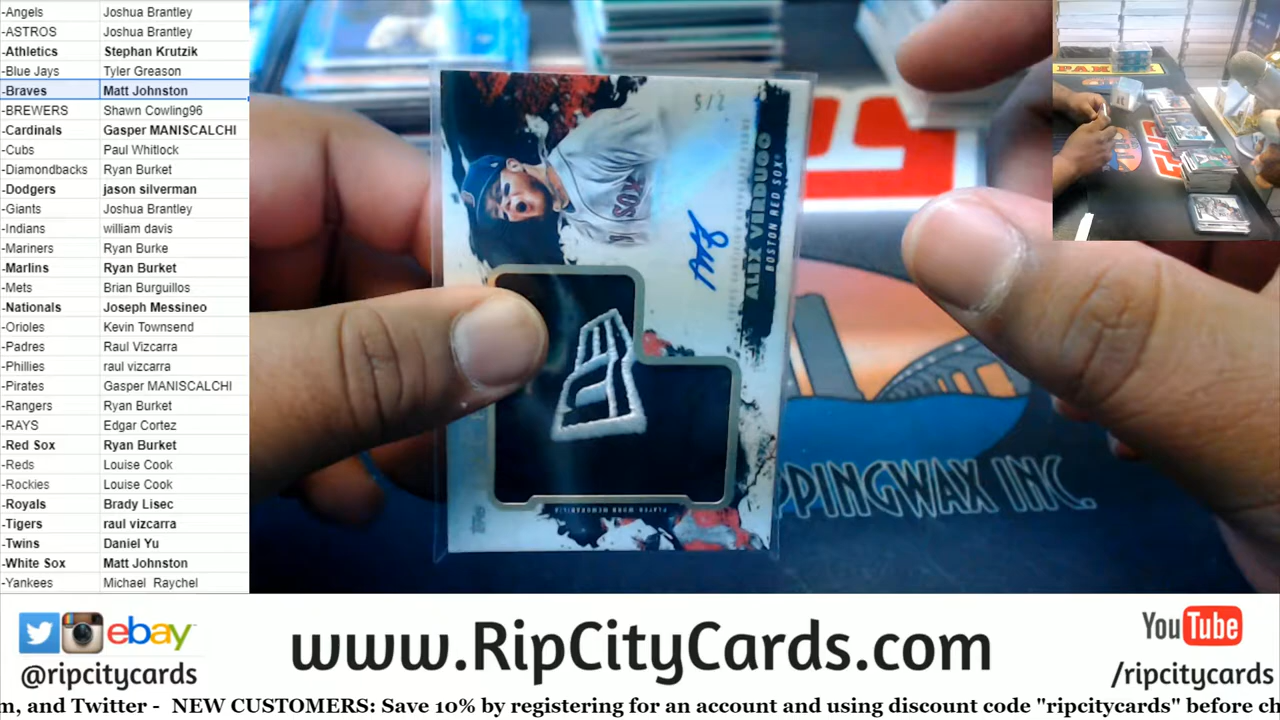 -Angels Joshua Brantley
-ASTROS Joshua Brantley
-Athletics Stephan Krutzik
-Blue Jays Tyler Greason
-Braves Matt Johnston
-BREWERS Shawn Cowling96
-Cardinals Gasper MANISCALCHI
-Cubs Paul Whitlock
-Diamondbacks Ryan Burket
-Dodgers jason silverman
-Giants Joshua Brantley
-Indians william davis
-Mariners Ryan Burke
-Marlins Ryan Burket
-Mets Brian Burguillos
-Nationals Joseph Messineo
-Orioles Kevin Townsend
-Padres Raul Vizcarra
-Phillies raul vizcarra
-Pirates Gasper MANISCALCHI
-Rangers Ryan Burket
-RAYS Edgar Cortez
-Red Sox Ryan Burket
-Reds Louise Cook
-Rockies Louise Cook
-Royals Brady Lisec
-Tigers raul vizcarra
-Twins Daniel Yu
-White Sox Matt Johnston
-Yankees Michael Raychel
2/5
SOX
ALEX VERDUGO
BOSTON RED SOX
TOPPS
PLAYER WORN MEMORABILIA
PPINGWAX INC.
ebay
@ripcitycards
www.RipCityCards.com
YouTube
/ripcitycards
m, and Twitter - NEW CUSTOMERS: Save 10% by registering for an account and using discount code "ripcitycards" before ch